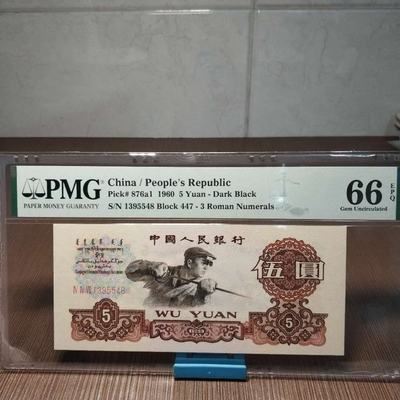 PMG
PAPER MONEY GUARANTY
China / People's Republic
Pick# 876a1 1960 5 Yuan - Dark Black
S/N 1395548 Block 447 - 3 Roman Numerals
66
EPQ
Gem Uncirculated
中國人民銀行
伍圓
1395548
5
WU YUAN
5